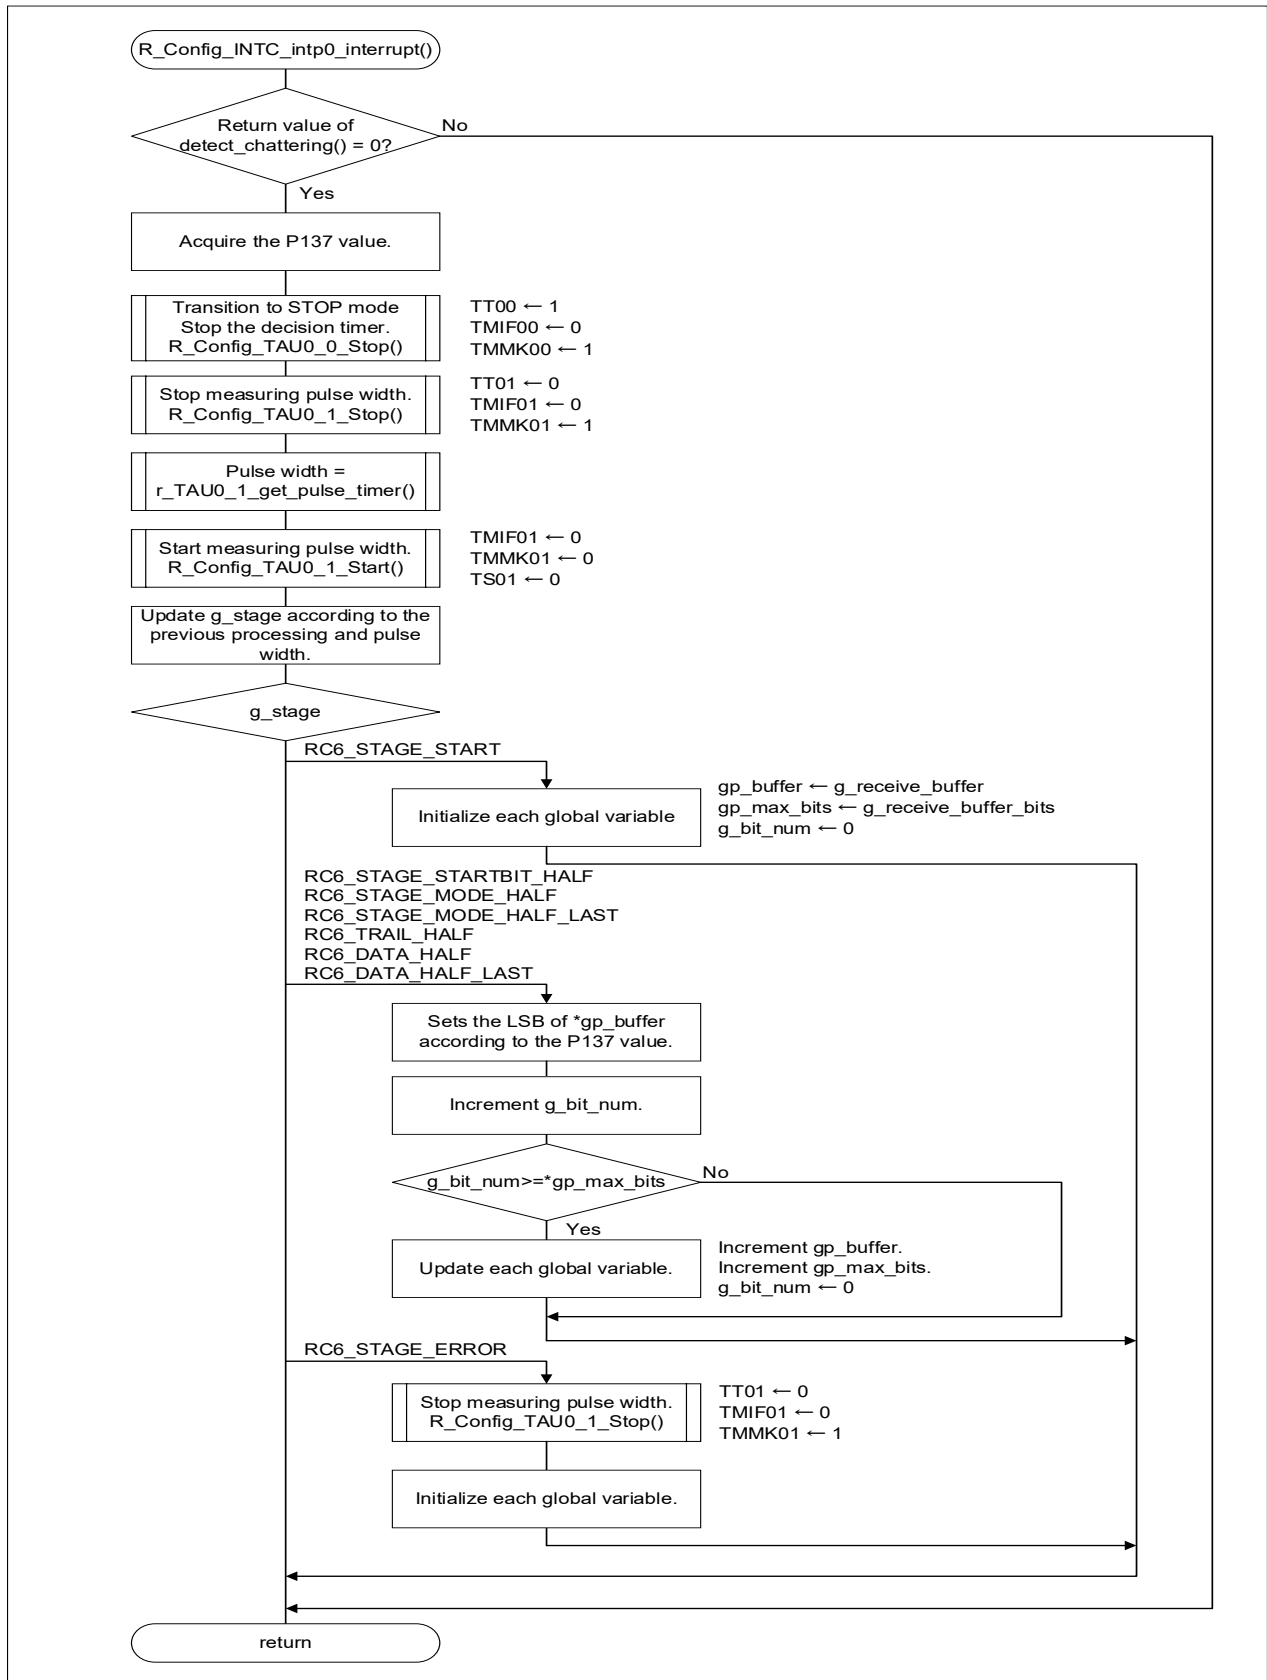 R_Config_INTC_intp0_interrupt()
Return value of
detect_chattering() = 0?
No
Yes
Acquire the P137 value.
Transition to STOP mode
Stop the decision timer.
R_Config_TAU0_0_Stop()
TT00 ← 1
TMIF00 ← 0
TMMK00 ← 1
Stop measuring pulse width.
R_Config_TAU0_1_Stop()
TT01 ← 0
TMIF01 ← 0
TMMK01 ← 1
Pulse width =
r_TAU0_1_get_pulse_timer()
Start measuring pulse width.
R_Config_TAU0_1_Start()
TMIF01 ← 0
TMMK01 ← 0
TS01 ← 0
Update g_stage according to the
previous processing and pulse
width.
g_stage
RC6_STAGE_START
Initialize each global variable
gp_buffer ← g_receive_buffer
gp_max_bits ← g_receive_buffer_bits
g_bit_num ← 0
RC6_STAGE_STARTBIT_HALF
RC6_STAGE_MODE_HALF
RC6_STAGE_MODE_HALF_LAST
RC6_TRAIL_HALF
RC6_DATA_HALF
RC6_DATA_HALF_LAST
Sets the LSB of *gp_buffer
according to the P137 value.
Increment g_bit_num.
g_bit_num>=*gp_max_bits
No
Yes
Update each global variable.
Increment gp_buffer.
Increment gp_max_bits.
g_bit_num ← 0
RC6_STAGE_ERROR
Stop measuring pulse width.
R_Config_TAU0_1_Stop()
TT01 ← 0
TMIF01 ← 0
TMMK01 ← 1
Initialize each global variable.
return